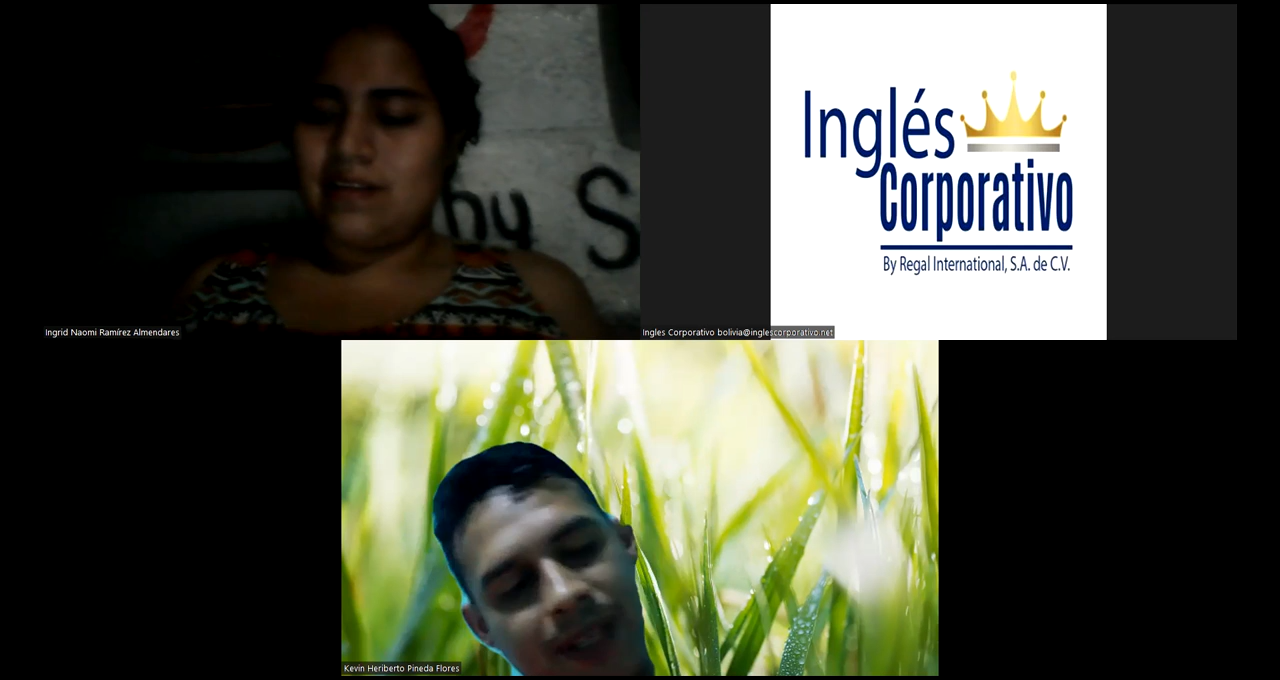 by S
Inglés
Corporativo
By Regal International, S.A. de C.V.
Ingrid Naomi Ramírez Almendares
Ingles Corporativo bolivia@inglescorporativo.net
Kevin Heriberto Pineda Flores